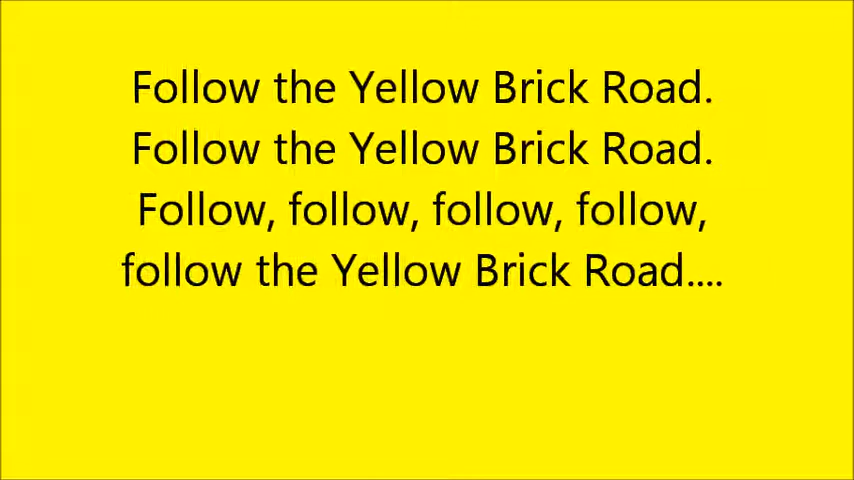 Follow the Yellow Brick Road.
Follow the Yellow Brick Road.
Follow, follow, follow, follow,
follow the Yellow Brick Road....